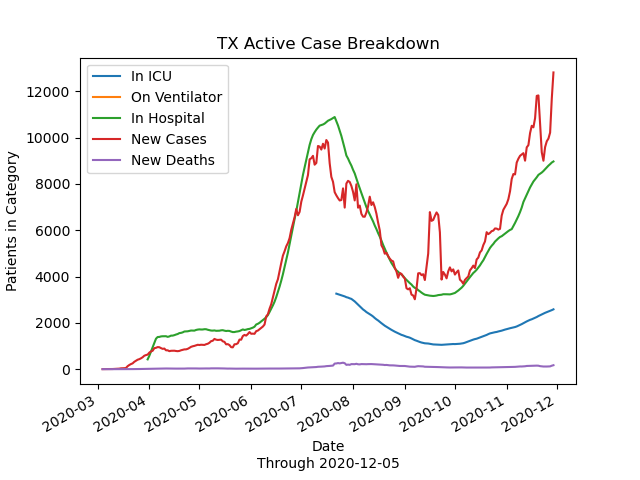 TX Active Case Breakdown
In ICU
On Ventilator
In Hospital
New Cases
New Deaths
12000
10000
8000
6000
4000
2000
0
Patients in Category
2020-03
2020-04
2020-05
2020-06
2020-07
2020-08
2020-09
2020-10
2020-11
2020-12
Date
Through 2020-12-05